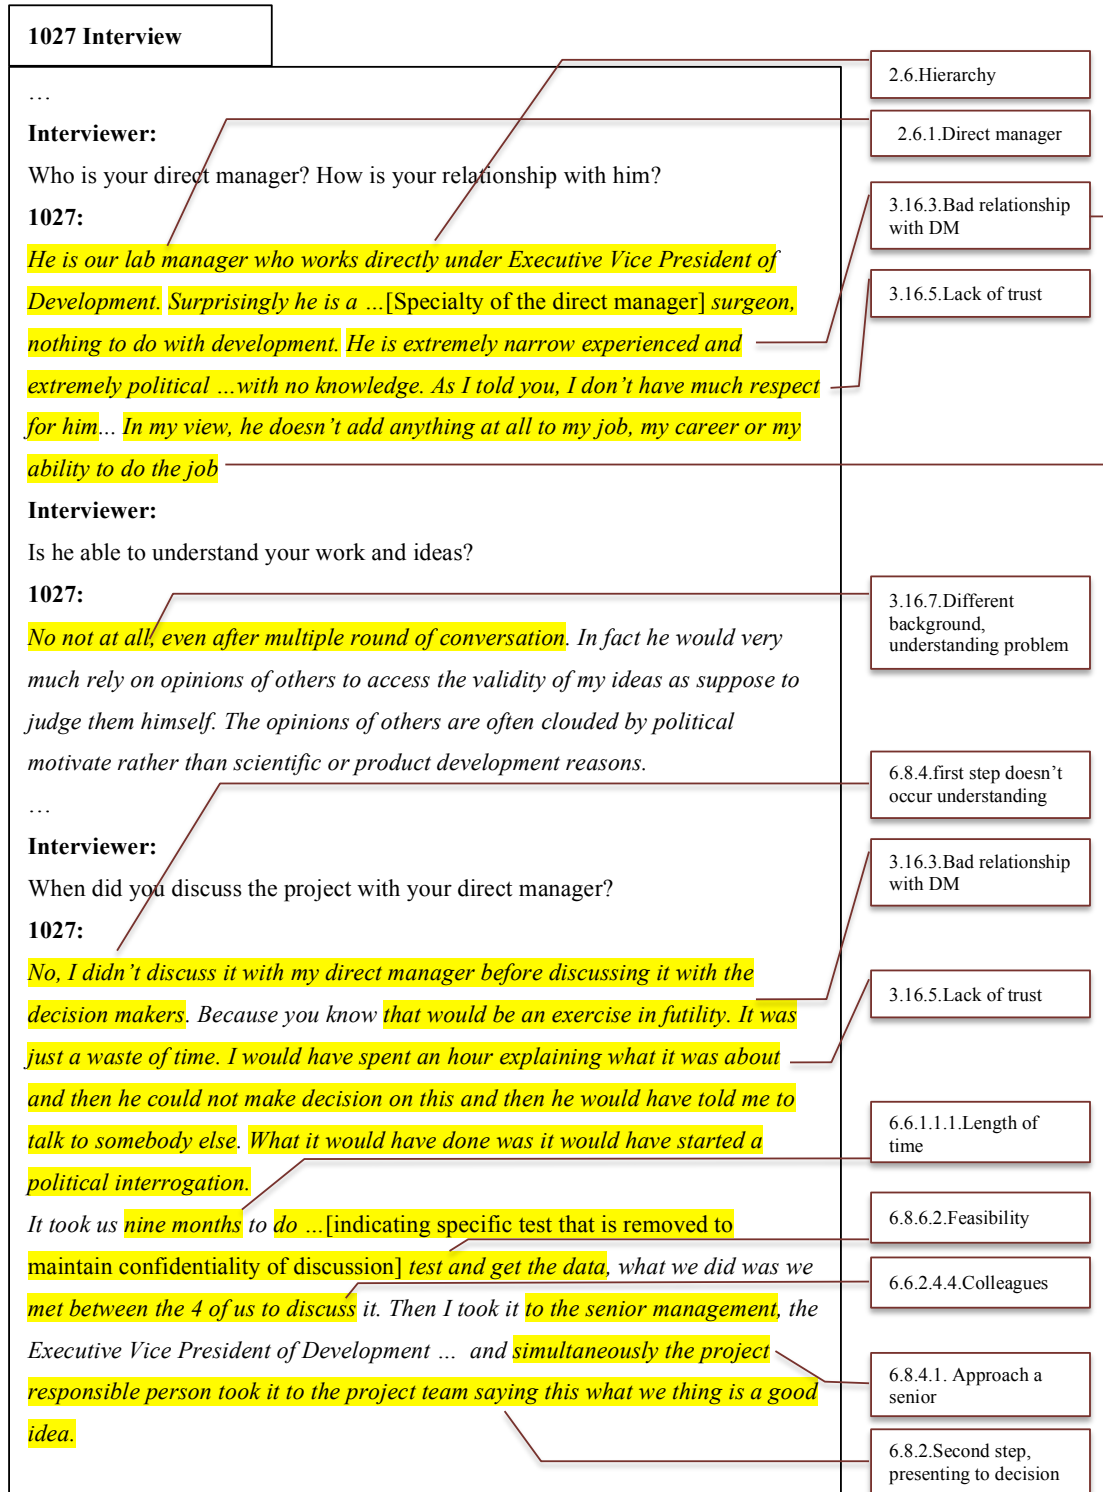 1027 Interview
…
Interviewer:
Who is your direct manager? How is your relationship with him?
1027:
He is our lab manager who works directly under Executive Vice President of
Development. Surprisingly he is a …[Specialty of the direct manager] surgeon,
nothing to do with development. He is extremely narrow experienced and
extremely political …with no knowledge. As I told you, I don't have much respect
for him... In my view, he doesn't add anything at all to my job, my career or my
ability to do the job
Interviewer:
Is he able to understand your work and ideas?
1027:
No not at all, even after multiple round of conversation. In fact he would very
much rely on opinions of others to access the validity of my ideas as suppose to
judge them himself. The opinions of others are often clouded by political
motivate rather than scientific or product development reasons.
…
Interviewer:
When did you discuss the project with your direct manager?
1027:
No, I didn't discuss it with my direct manager before discussing it with the
decision makers. Because you know that would be an exercise in futility. It was
just a waste of time. I would have spent an hour explaining what it was about
and then he could not make decision on this and then he would have told me to
talk to somebody else. What it would have done was it would have started a
political interrogation.
It took us nine months to do …[indicating specific test that is removed to
maintain confidentiality of discussion] test and get the data, what we did was we
met between the 4 of us to discuss it. Then I took it to the senior management, the
Executive Vice President of Development … and simultaneously the project
responsible person took it to the project team saying this what we thing is a good
idea.
2.6.Hierarchy
2.6.1.Direct manager
3.16.3.Bad relationship
with DM
3.16.5.Lack of trust
3.16.7.Different
background,
understanding problem
6.8.4.first step doesn't
occur understanding
3.16.3.Bad relationship
with DM
3.16.5.Lack of trust
6.6.1.1.1.Length of
time
6.8.6.2.Feasibility
6.6.2.4.4.Colleagues
6.8.4.1. Approach a
senior
6.8.2.Second step,
presenting to decision